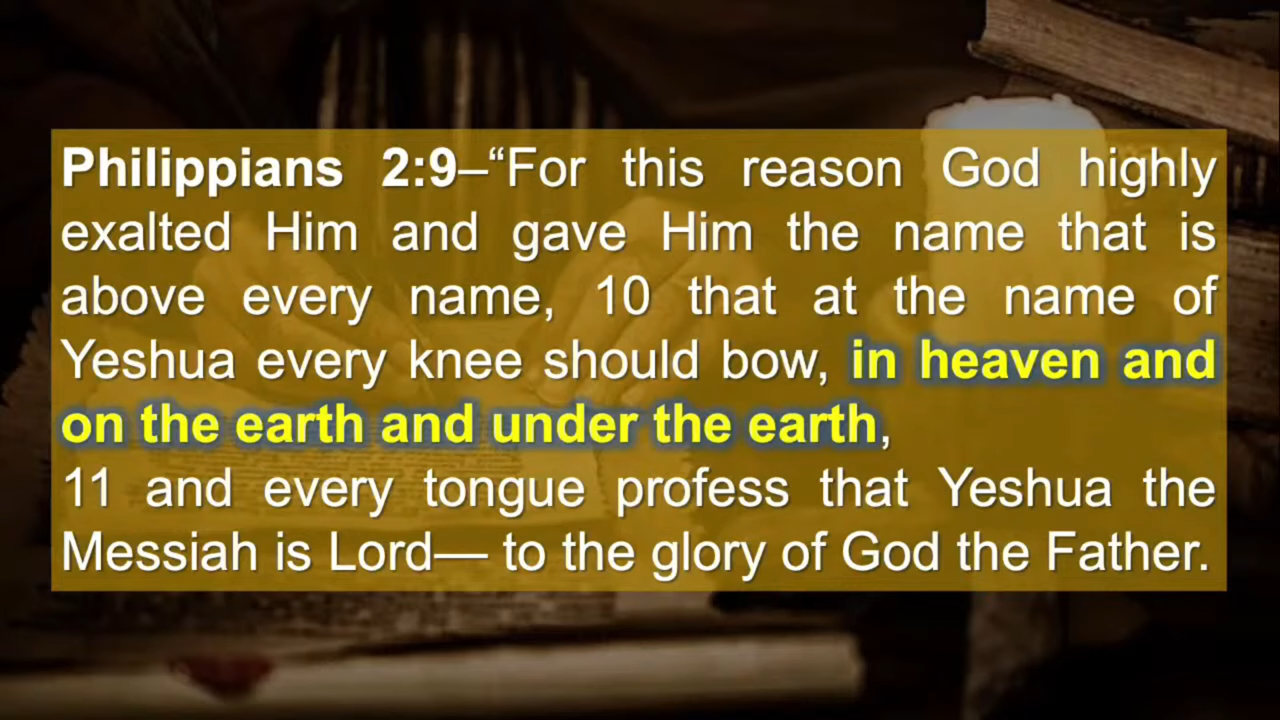 Philippians 2:9–“For this reason God highly
exalted Him and gave Him the name that is
above every name, 10 that at the name of
Yeshua every knee should bow, in heaven and
on the earth and under the earth,
11 and every tongue profess that Yeshua the
Messiah is Lord— to the glory of God the Father.